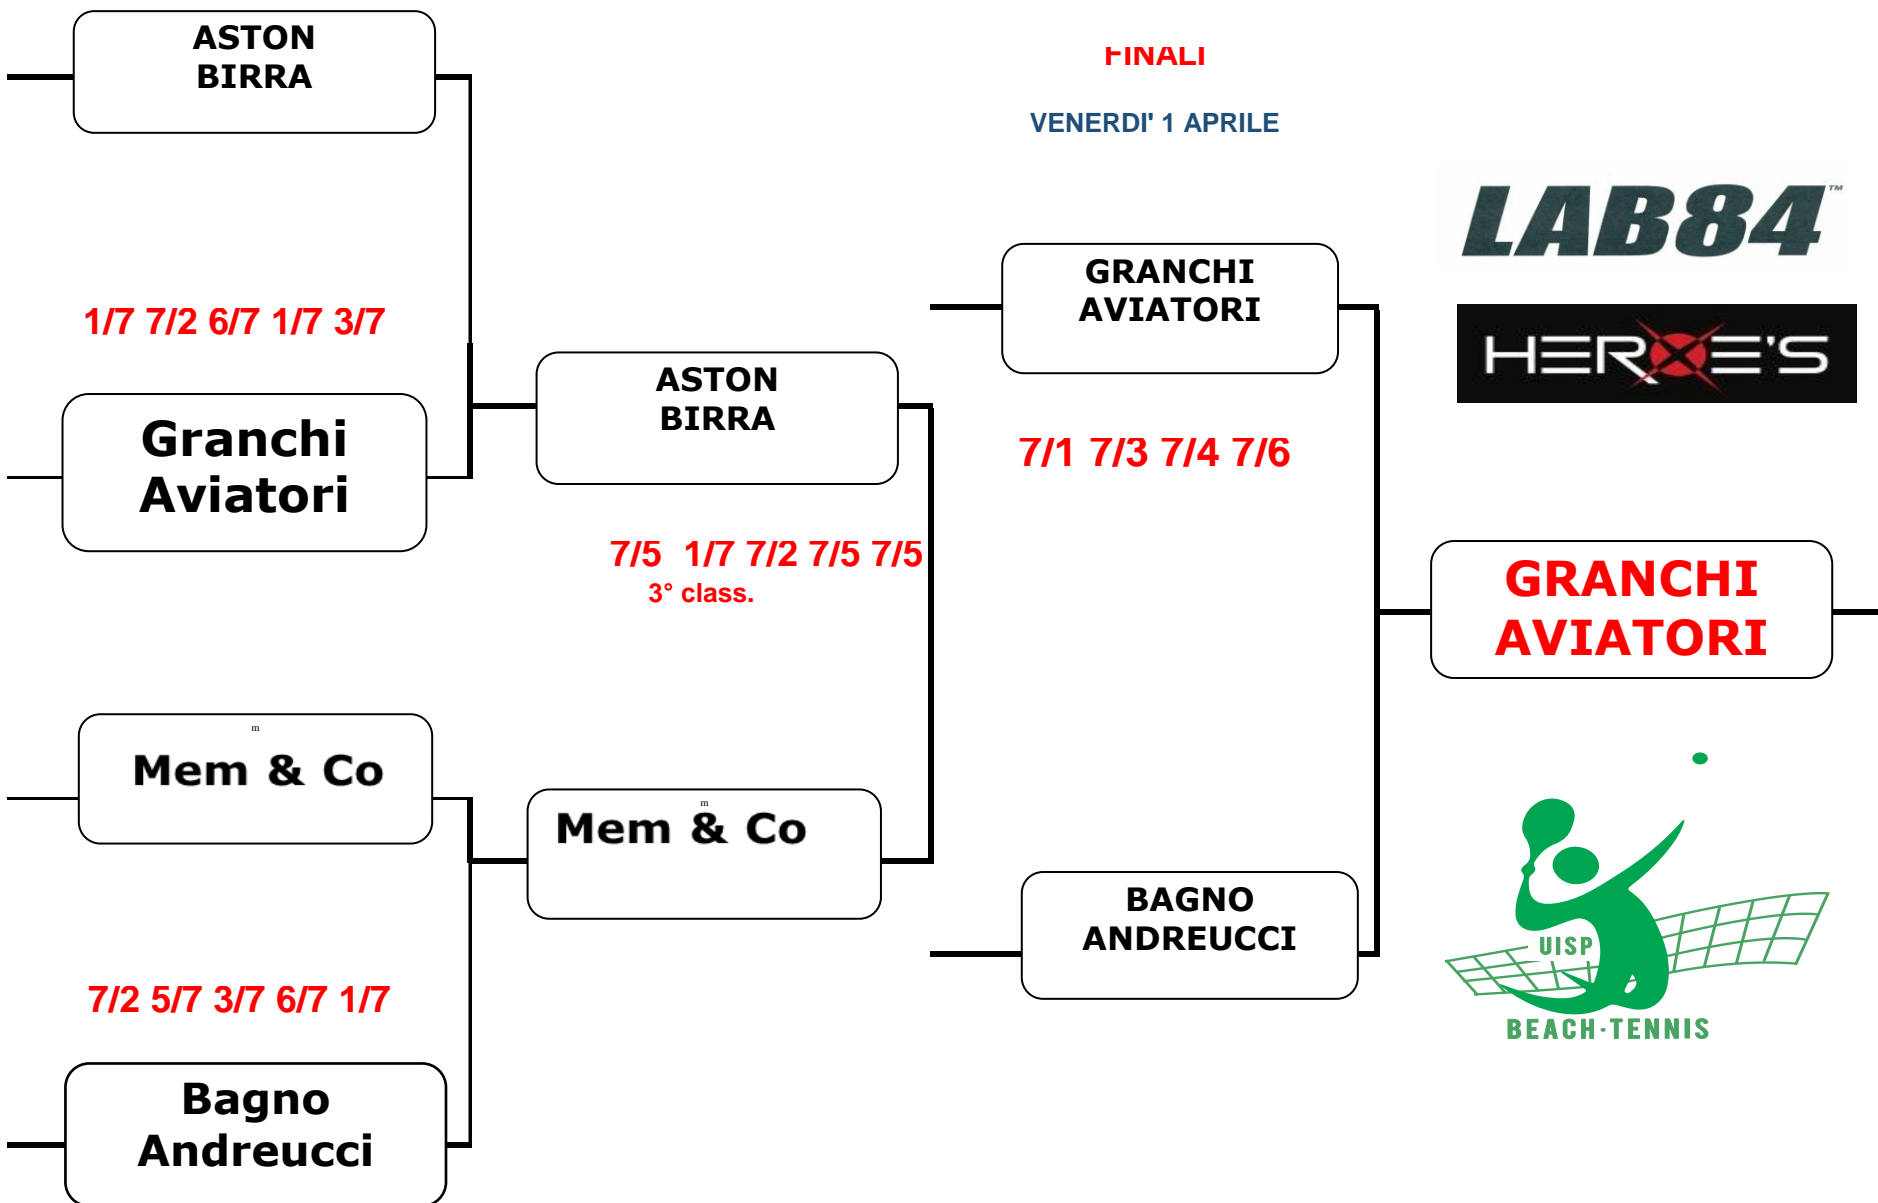 ASTON
BIRRA
1/7 7/2 6/7 1/7 3/7
Granchi
Aviatori
m
Mem & Co
7/2 5/7 3/7 6/7 1/7
Bagno
Andreucci
ASTON
BIRRA
7/5 1/7 7/2 7/5 7/5
3° class.
m
Mem & Co
FINALI
VENERDI' 1 APRILE
GRANCHI
AVIATORI
7/1 7/3 7/4 7/6
BAGNO
ANDREUCCI
LAB84™
HEROE'S
GRANCHI
AVIATORI
UISP
BEACH·TENNIS